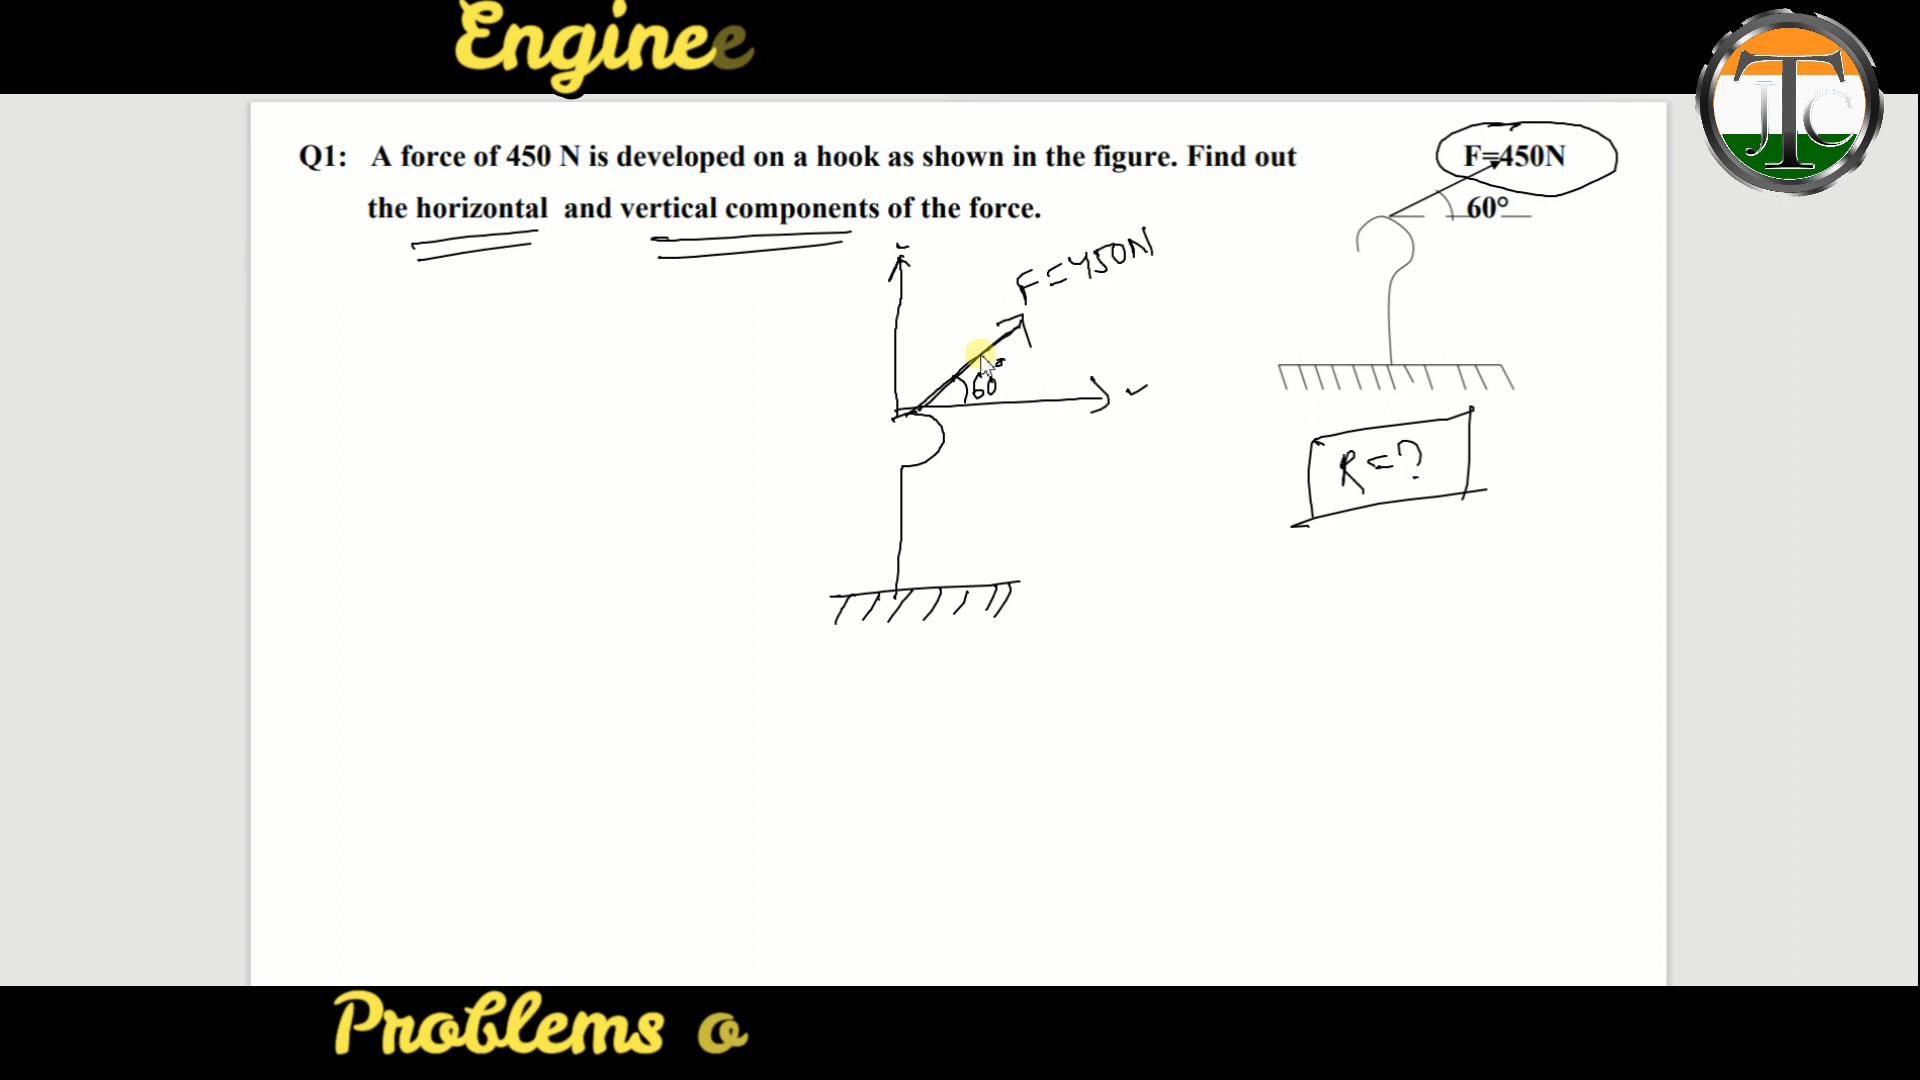 Enginee
JTC
Q1: A force of 450 N is developed on a hook as shown in the figure. Find out
the horizontal and vertical components of the force.
F=450N
60°
F=450N
60°
R=?
Problems o